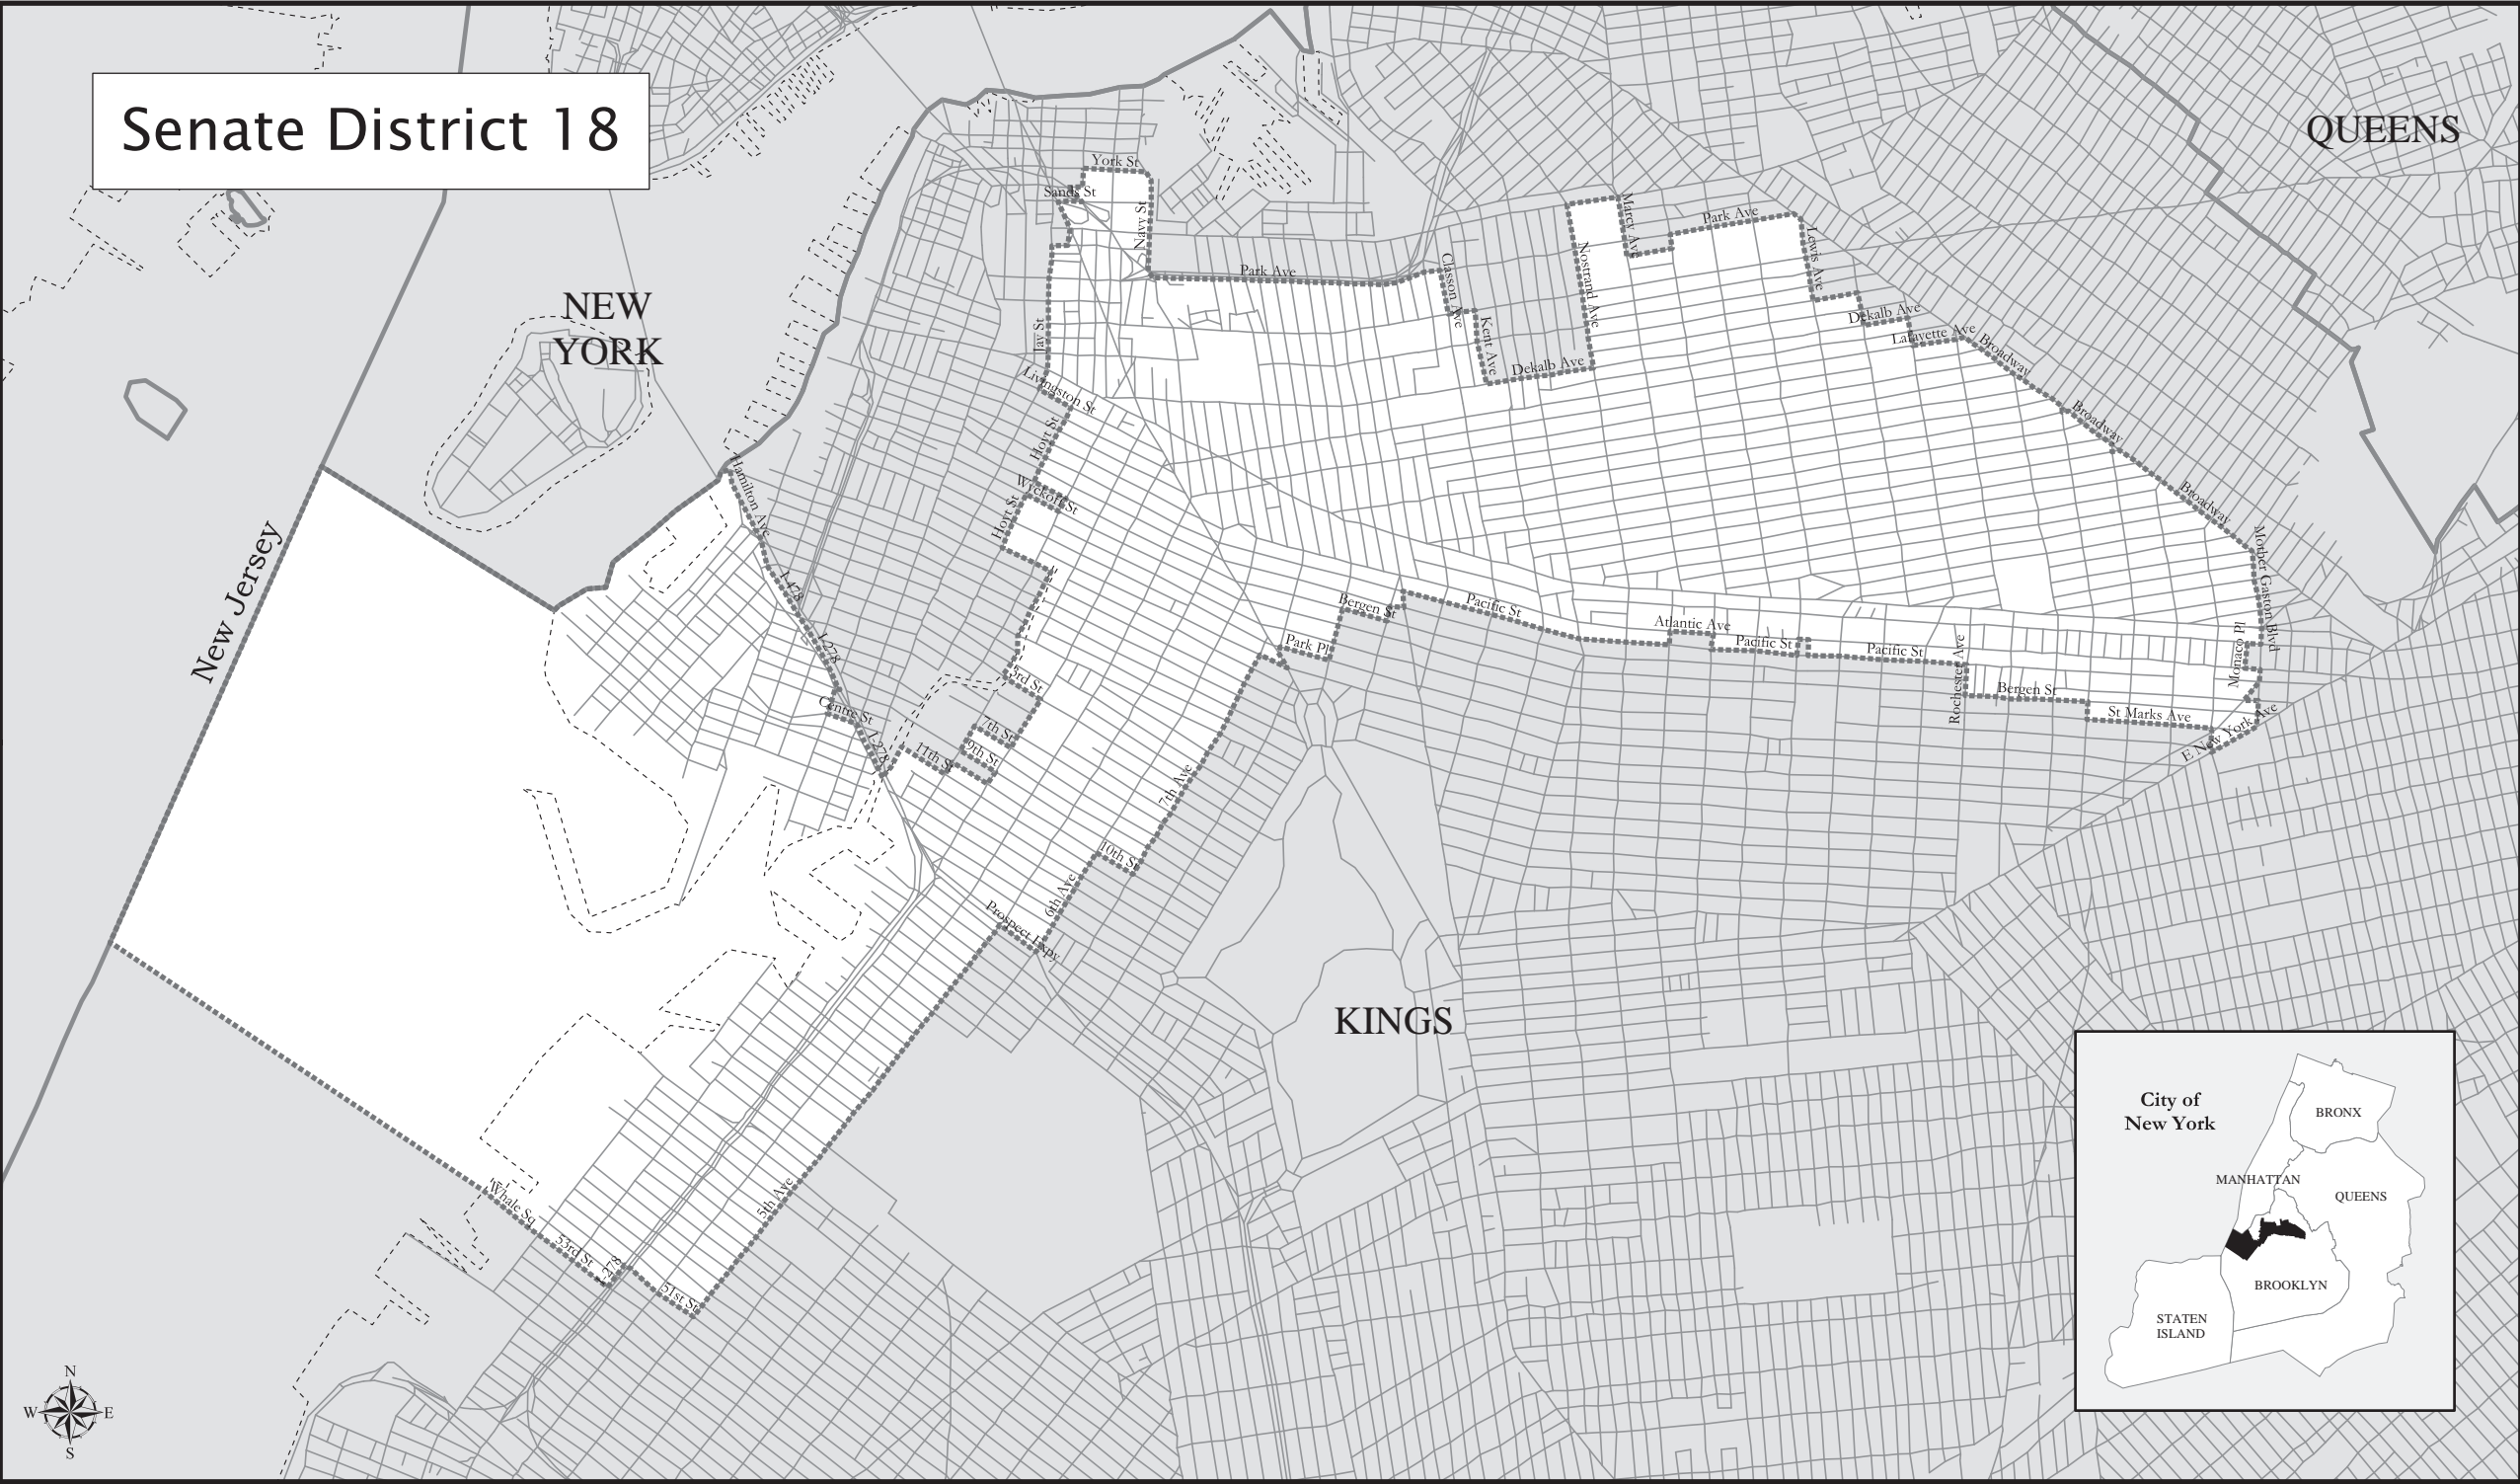 Senate District 18
QUEENS
NEW
YORK
New Jersey
KINGS
York St
Sands St
Navy St
Park Ave
Jay St
Livingston St
Hoyt St
Wyckoff St
Hoyt St
Classon Ave
Kent Ave
Dekalb Ave
Nostrand Ave
Marcy Ave
Park Ave
Lewis Ave
Dekalb Ave
Lafayette Ave
Broadway
Broadway
Broadway
Mother Gaston Blvd
Monaco Pl
E New York Ave
St Marks Ave
Bergen St
Rochester Ave
Pacific St
Pacific St
Atlantic Ave
Pacific St
Bergen St
Park Pl
7th Ave
10th St
6th Ave
Prospect Expy
5th Ave
51st St
I-278
53rd St
Whale Sq
Hamilton Ave
I-478
I-278
Centre St
I-278
11th St
9th St
7th St
3rd St
N
W
E
S
City of
New York
BRONX
MANHATTAN
QUEENS
BROOKLYN
STATEN
ISLAND